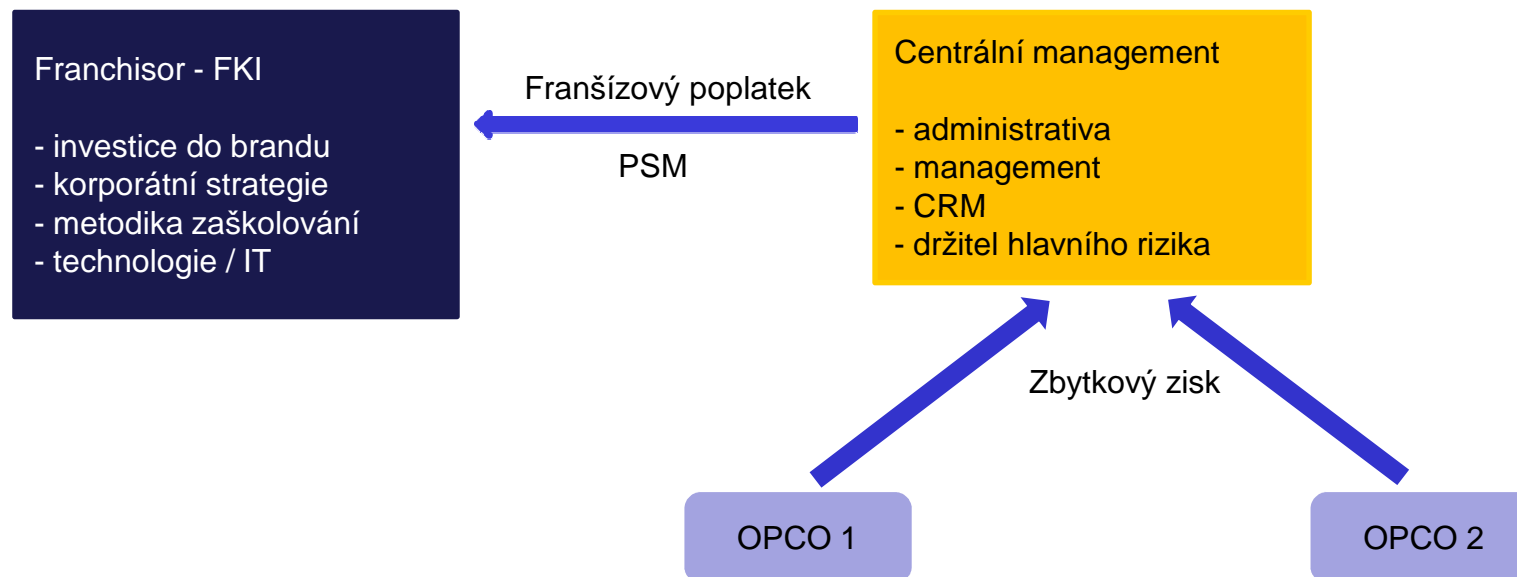 Franchisor - FKI
- investice do brandu
- korporátní strategie
- metodika zaškolování
- technologie / IT
Franšízový poplatek
PSM
Centrální management
- administrativa
- management
- CRM
- držitel hlavního rizika
Zbytkový zisk
OPCO 1
OPCO 2